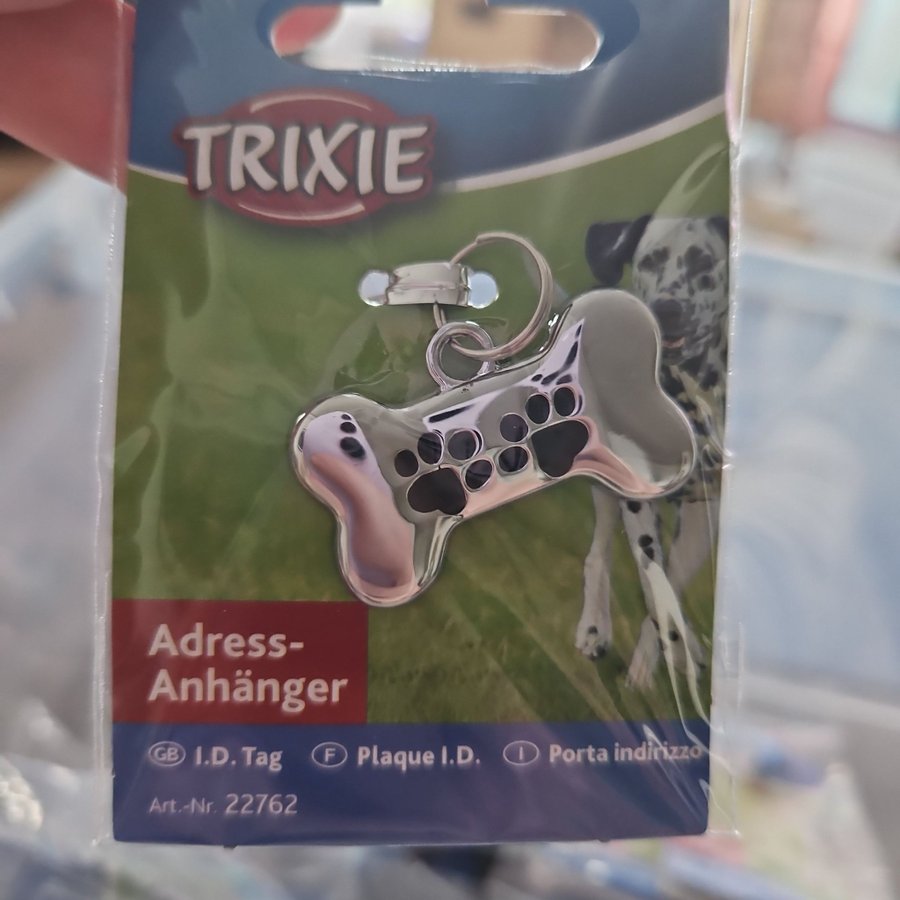 TRIXIE
Adress-
Anhänger
GB I.D. Tag F Plaque I.D. I Porta indirizzo
Art.-Nr. 22762